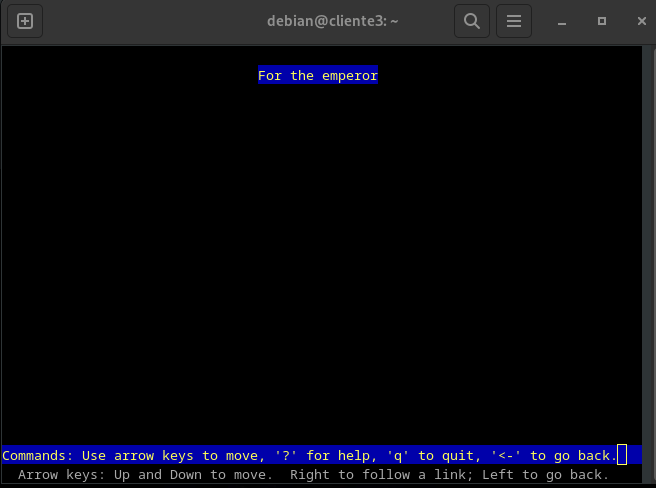 debian@cliente3: ~
For the emperor
Commands: Use arrow keys to move, '?' for help, 'q' to quit, '<-' to go back.
Arrow keys: Up and Down to move.  Right to follow a link; Left to go back.